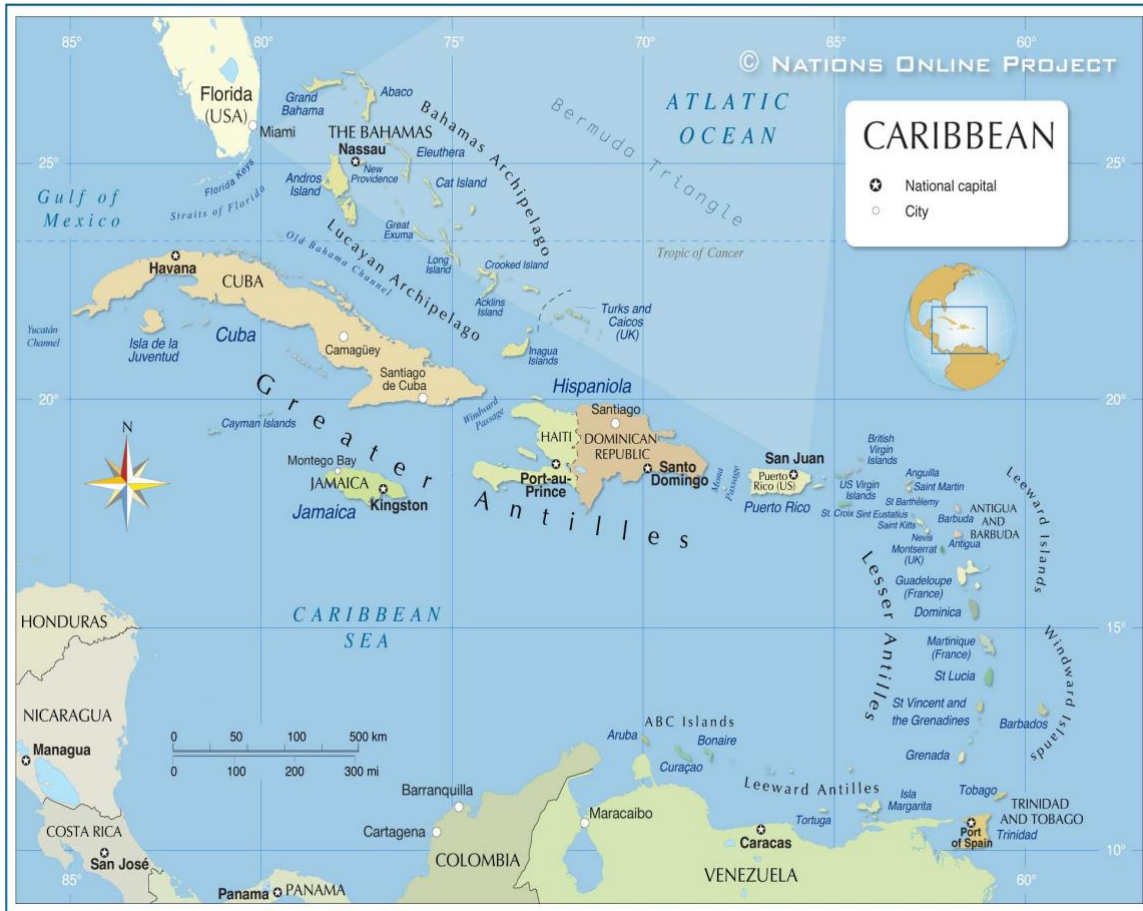 85°
80°
75°
70°
65°
60°
© NATIONS ONLINE PROJECT
Florida
(USA)
Miami
Grand
Bahama
Abaco
THE BAHAMAS
Nassau
New
Providence
Eleuthera
Andros
Island
Cat Island
Bahamas Archipelago
Bermuda Triangle
ATLATIC
OCEAN
CARIBBEAN
National capital
City
25°
25°
Florida Keys
Straits of Florida
Gulf of
Mexico
Great
Exuma
Long
Island
Lucayan Archipelago
Old Bahama Channel
Crooked Island
Acklins
Island
Tropic of Cancer
Havana
CUBA
Cuba
Yucatán
Channel
Isla de la
Juventud
Camagüey
Santiago
de Cuba
Turks and
Caicos
(UK)
Inagua
Islands
20°
20°
Hispaniola
Windward
Passage
Cayman Islands
Greater
Antilles
N
Montego Bay
JAMAICA
Kingston
Jamaica
HAITI
Port-au-
Prince
Santiago
DOMINICAN
REPUBLIC
Santo
Domingo
Mona
Passage
San Juan
Puerto
Rico (US)
Puerto Rico
British
Virgin
Islands
US Virgin
Islands
St. Croix
Anguilla
Saint Martin
St Barthélemy
Sint Eustatius
Saint Kitts
Nevis
Montserrat
(UK)
Barbuda
Antigua
ANTIGUA
AND
BARBUDA
Leeward Islands
Guadeloupe
(France)
Dominica
Lesser Antilles
CARIBBEAN
SEA
15°
15°
Martinique
(France)
St Lucia
St Vincent and
the Grenadines
Barbados
Windward Islands
Grenada
HONDURAS
NICARAGUA
Managua
0 50 100 500 km
0 100 200 300 mi
ABC Islands
Aruba
Curaçao
Bonaire
Leeward Antilles
Tortuga
Isla
Margarita
Tobago
TRINIDAD
AND TOBAGO
Port
of Spain
Trinidad
Barranquilla
Cartagena
Maracaibo
Caracas
COSTA RICA
San José
COLOMBIA
VENEZUELA
10°
10°
Panama
PANAMA
85°
60°